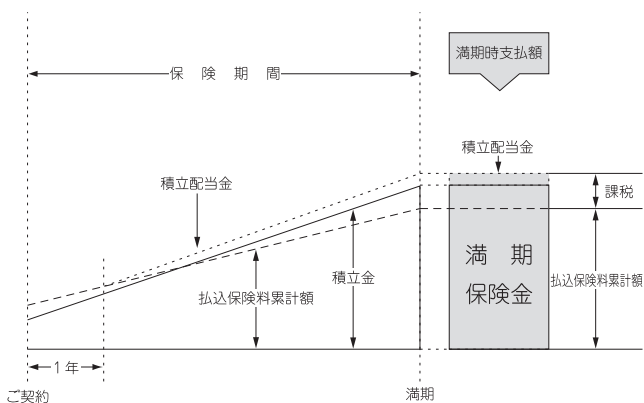 満期時支払額
保険期間
積立配当金
積立配当金
課税
満期
保険金
積立金
払込保険料累計額
払込保険料累計額
1年
ご契約
満期